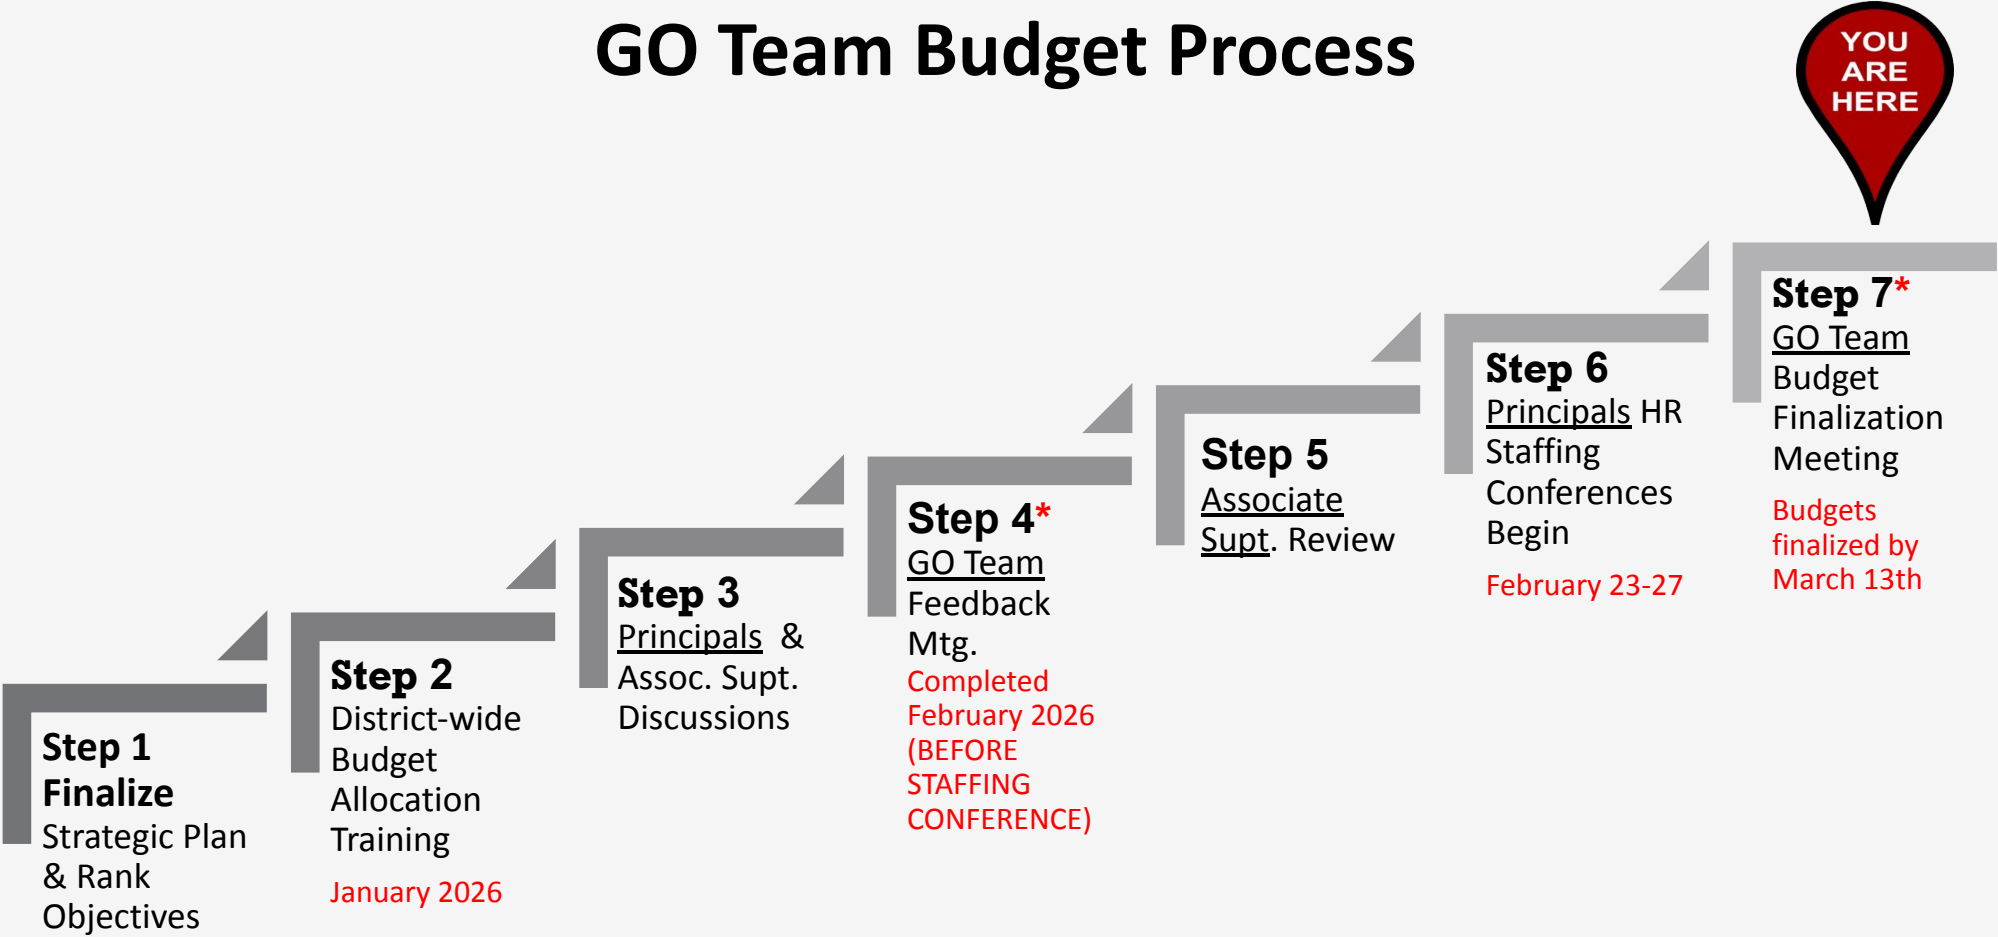 GO Team Budget Process
YOU
ARE
HERE
Step 1
Finalize
Strategic Plan
& Rank
Objectives
Step 2
District-wide
Budget
Allocation
Training
January 2026
Step 3
Principals &
Assoc. Supt.
Discussions
Step 4*
GO Team
Feedback
Mtg.
Completed
February 2026
(BEFORE
STAFFING
CONFERENCE)
Step 5
Associate
Supt. Review
Step 6
Principals HR
Staffing
Conferences
Begin
February 23-27
Step 7*
GO Team
Budget
Finalization
Meeting
Budgets
finalized by
March 13th